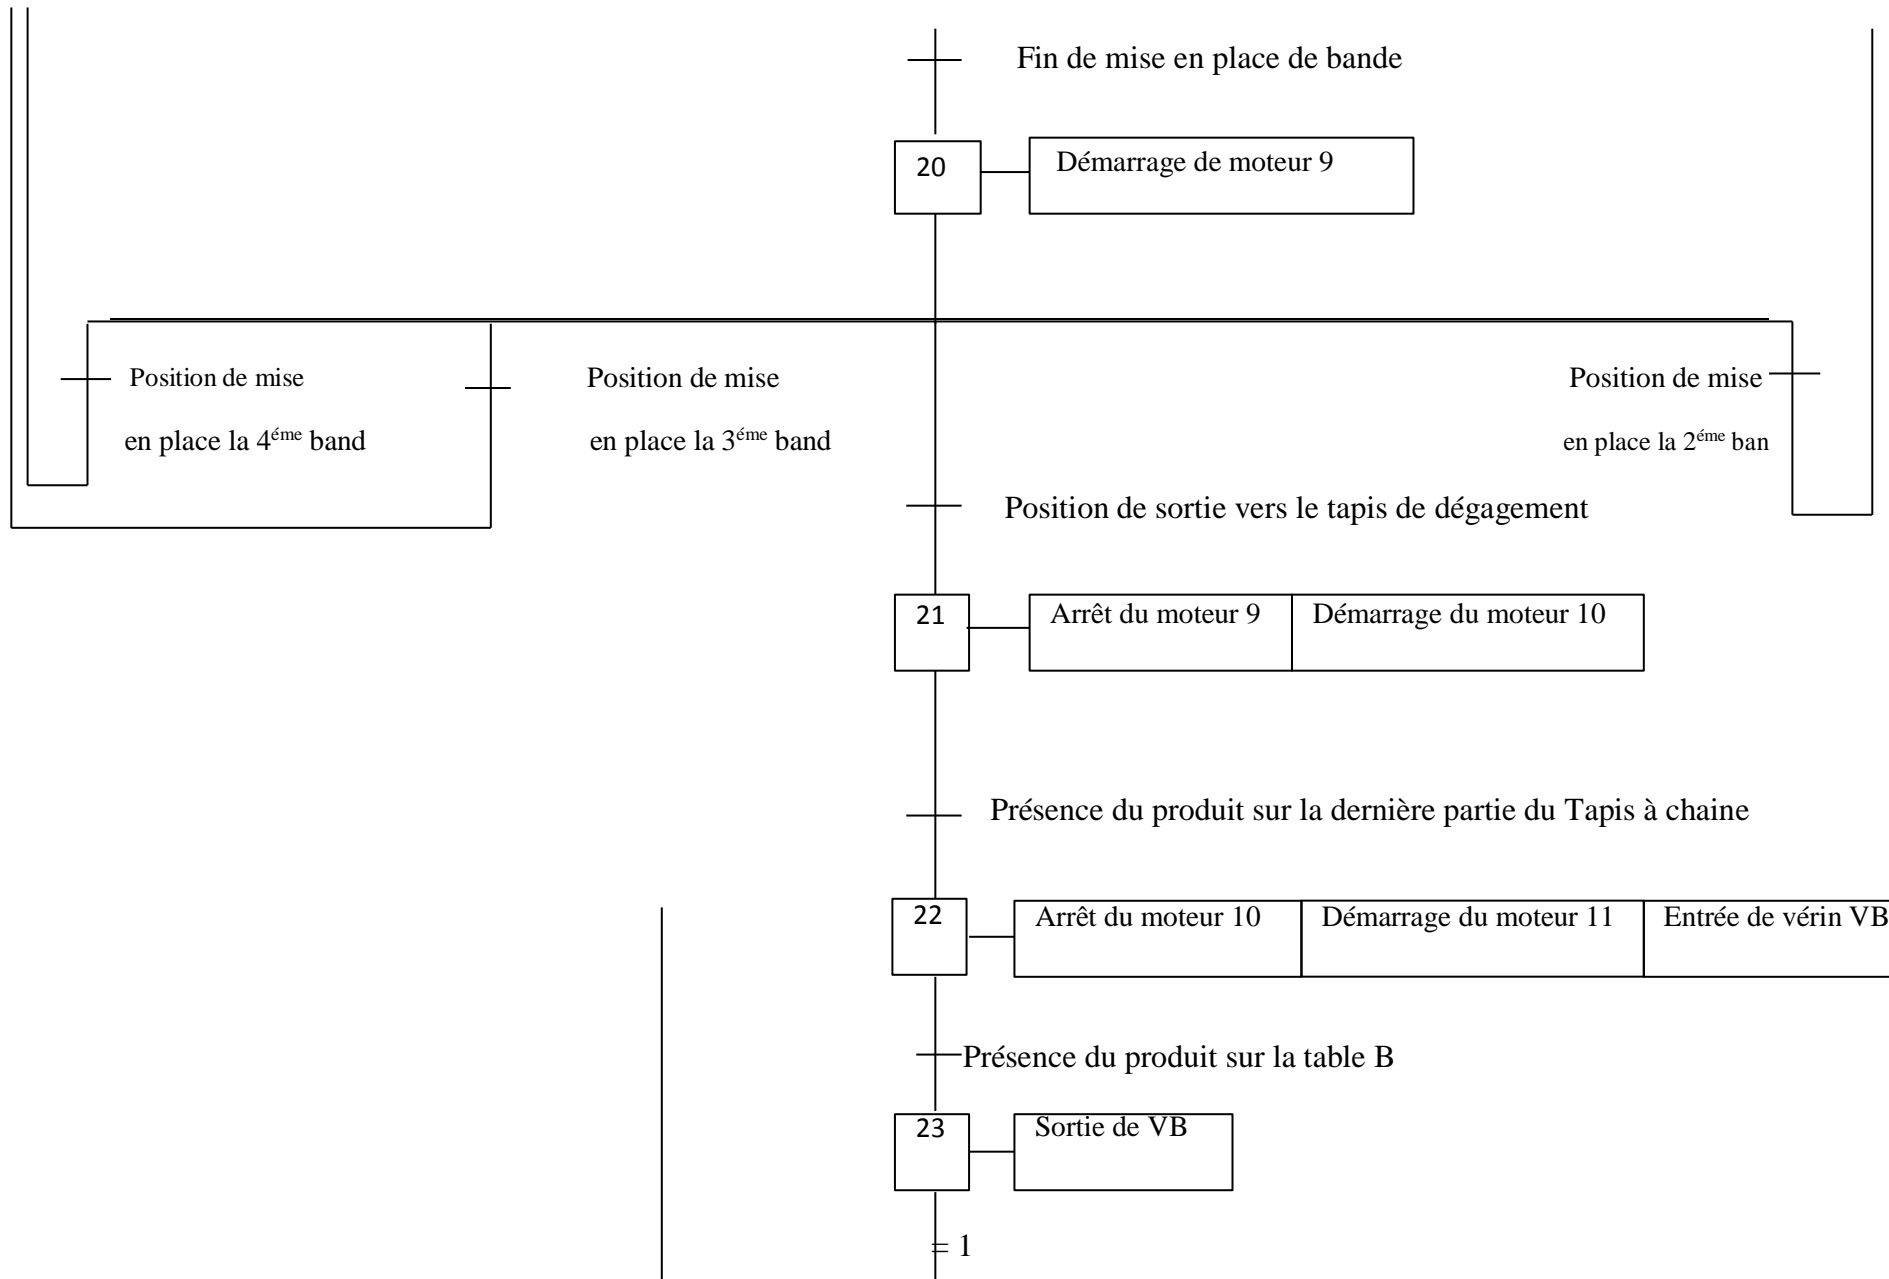 Fin de mise en place de bande
20
Démarrage de moteur 9
Position de mise
en place la 4éme band
Position de mise
en place la 3éme band
Position de mise
en place la 2éme ban
Position de sortie vers le tapis de dégagement
21
Arrêt du moteur 9
Démarrage du moteur 10
Présence du produit sur la dernière partie du Tapis à chaine
22
Arrêt du moteur 10
Démarrage du moteur 11
Entrée de vérin VB
Présence du produit sur la table B
23
Sortie de VB
= 1